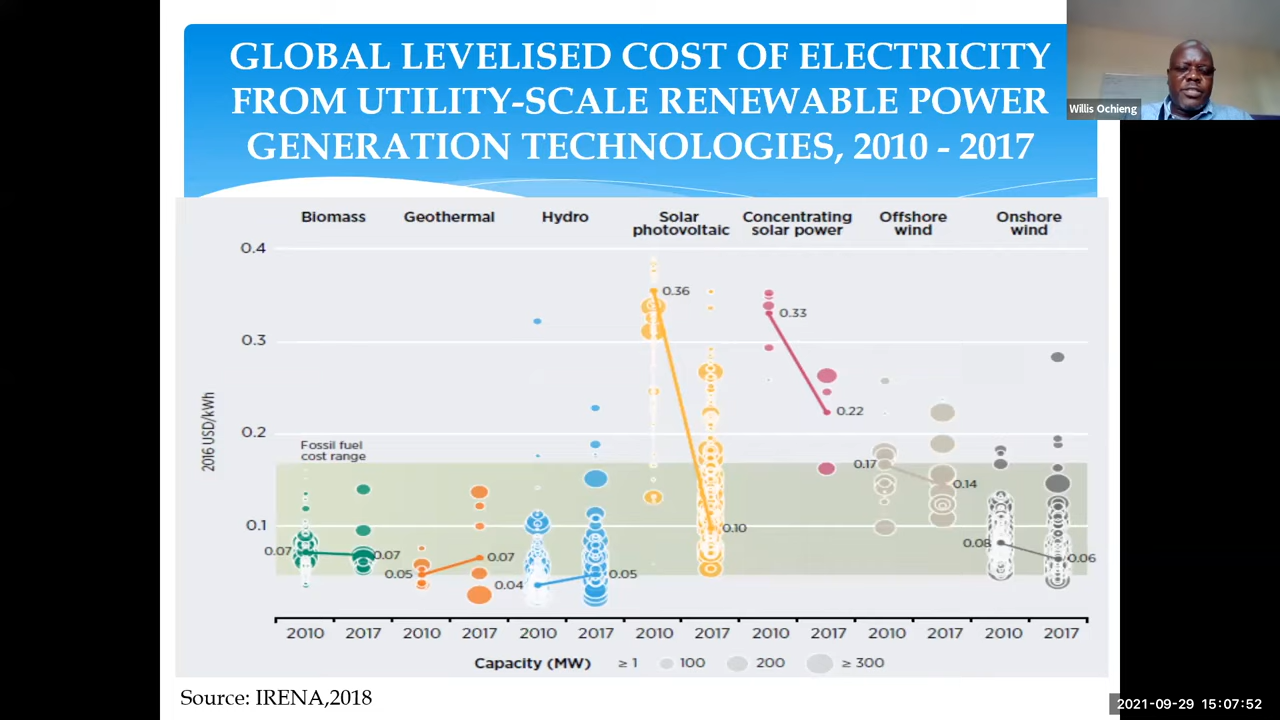 GLOBAL LEVELISED COST OF ELECTRICITY
FROM UTILITY-SCALE RENEWABLE POWER
GENERATION TECHNOLOGIES, 2010 - 2017
Willis Ochieng
Biomass Geothermal Hydro Solar photovoltaic Concentrating solar power Offshore wind Onshore wind
0.4
0.3
0.2
0.1
2016 USD/kWh
Fossil fuel
cost range
0.07 0.07
0.05 0.07
0.04 0.05
0.36 0.10
0.33 0.22
0.17 0.14
0.08 0.06
2010 2017 2010 2017 2010 2017 2010 2017 2010 2017 2010 2017 2010 2017
Capacity (MW) ≥ 1 100 200 ≥ 300
Source: IRENA,2018
2021-09-29 15:07:52